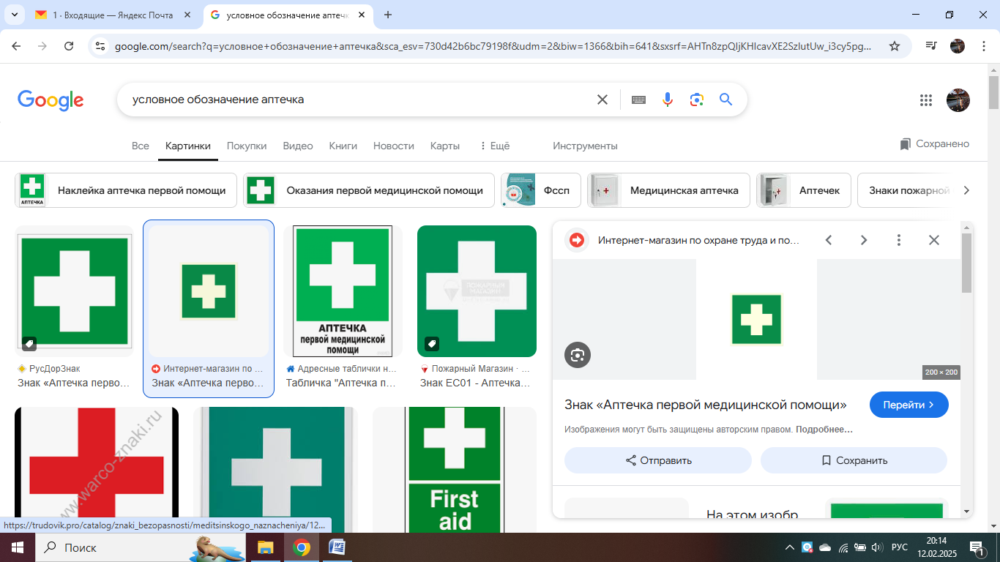 1 · Входящие — Яндекс Почта
условное обозначение аптечк
google.com/search?q=условное+обозначение+аптечка&sca_esv=730d42b6bc79198f&udm=2&biw=1366&bih=641&sxsrf=AHTn8zpQIjKHIcavXE2SzIutUw_i3cy5pg...
Google
условное обозначение аптечка
Все
Картинки
Покупки
Видео
Книги
Новости
Карты
Ещё
Инструменты
Сохранено
АПТЕЧКА
Наклейка аптечка первой помощи
Оказания первой медицинской помощи
Фссп
Медицинская аптечка
Аптечек
Знаки пожарной
АПТЕЧКА
первой медицинской
помощи
ПОЖАРНЫЙ
МАГАЗИН
РусДорЗнак
Знак «Аптечка перво...
Интернет-магазин по ...
Знак «Аптечка перво...
Адресные таблички н...
Табличка "Аптечка п...
Пожарный Магазин · ...
Знак EC01 - Аптечка...
www.warco-znaki.ru
First
aid
Интернет-магазин по охране труда и по...
200 × 200
Знак «Аптечка первой медицинской помощи»
Перейти
Изображения могут быть защищены авторским правом. Подробнее...
Отправить
Сохранить
На этом изобр
https://trudovik.pro/catalog/znaki_bezopasnosti/meditsinskogo_naznacheniya/12...
Поиск
РУС
20:14
12.02.2025
1